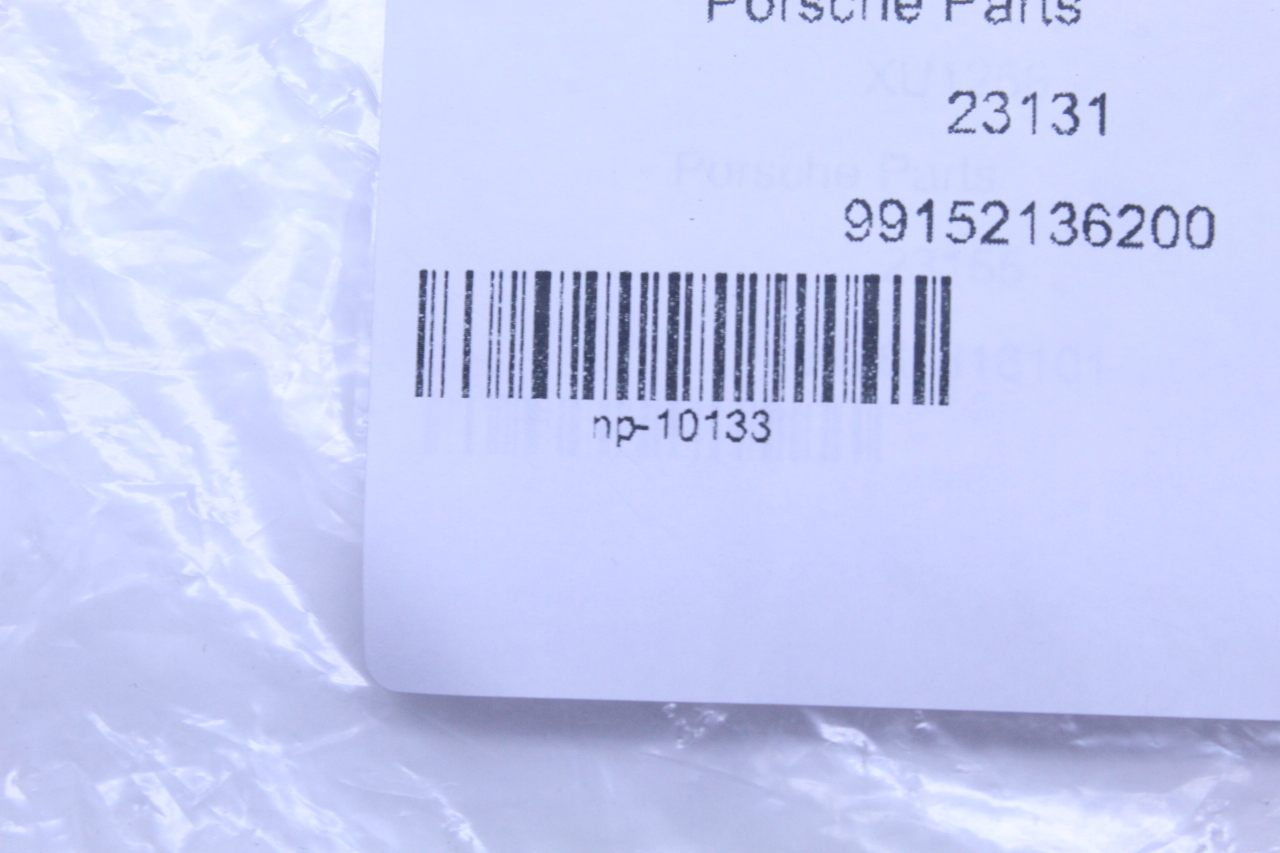 Porsche Parts
23131
99152136200
np-10133